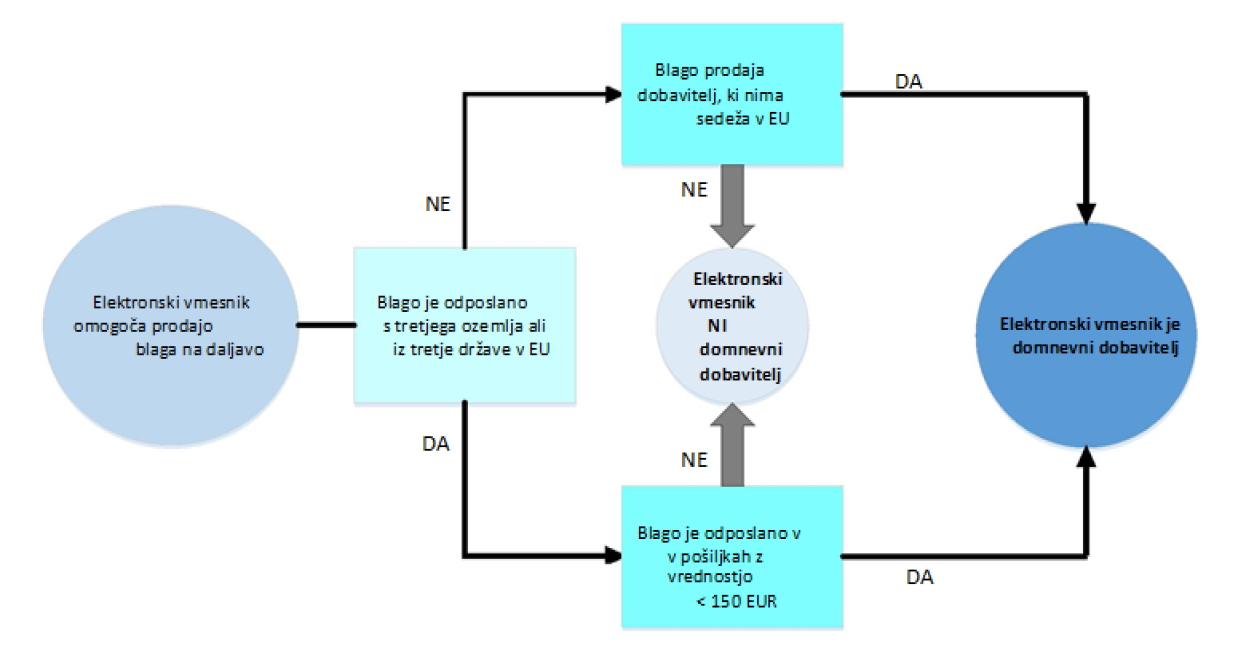 Elektronski vmesnik
omogoča prodajo
blaga na daljavo
Blago je odposlano
s tretjega ozemlja ali
iz tretje države v EU
NE
DA
Blago prodaja
dobavitelj, ki nima
sedeža v EU
DA
NE
Elektronski
vmesnik
NI
domnevni
dobavitelj
NE
Blago je odposlano v
v pošiljkah z
vrednostjo
< 150 EUR
DA
Elektronski vmesnik je
domnevni dobavitelj